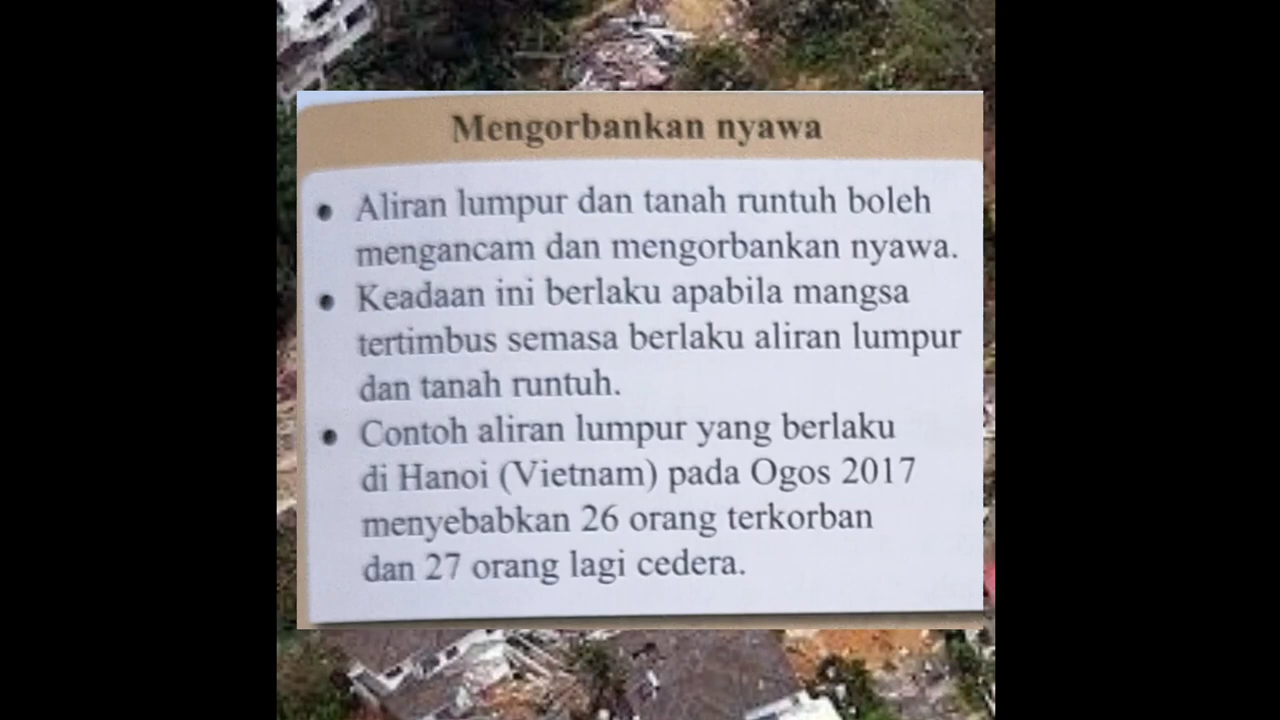 Mengorbankan nyawa
• Aliran lumpur dan tanah runtuh boleh
mengancam dan mengorbankan nyawa.
• Keadaan ini berlaku apabila mangsa
tertimbus semasa berlaku aliran lumpur
dan tanah runtuh.
• Contoh aliran lumpur yang berlaku
di Hanoi (Vietnam) pada Ogos 2017
menyebabkan 26 orang terkorban
dan 27 orang lagi cedera.